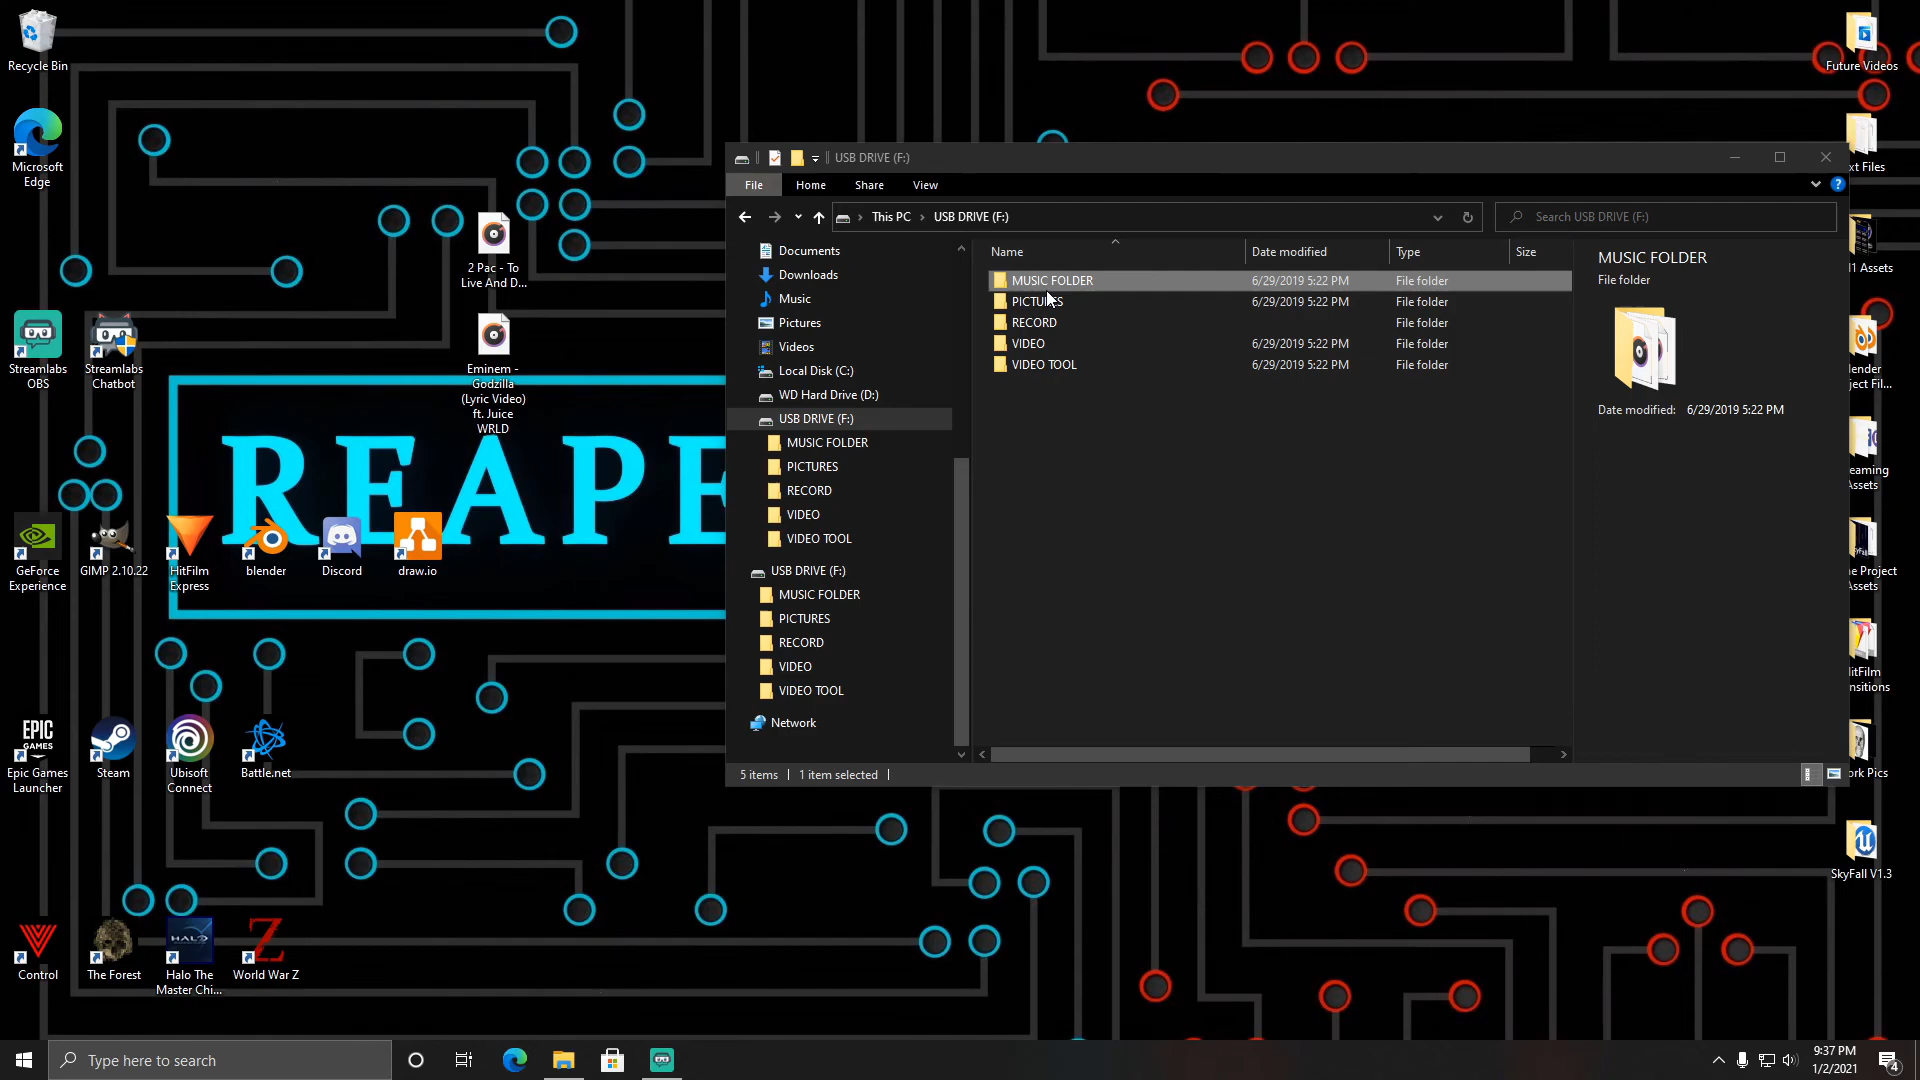 Recycle Bin
Microsoft
Edge
Streamlabs
OBS
Streamlabs
Chatbot
GeForce
Experience
GIMP 2.10.22
HitFilm
Express
blender
Discord
draw.io
EPIC
GAMES
Epic Games
Launcher
Steam
Ubisoft
Connect
Battle.net
Control
The Forest
HALO
Halo The
Master Chi...
World War Z
2 Pac - To
Live And D...
Eminem -
Godzilla
(Lyric Video)
ft. Juice
WRLD
REAPE
USB DRIVE (F:)
File Home Share View
This PC USB DRIVE (F:)
Search USB DRIVE (F:)
Documents
Downloads
Music
Pictures
Videos
Local Disk (C:)
WD Hard Drive (D:)
USB DRIVE (F:)
MUSIC FOLDER
PICTURES
RECORD
VIDEO
VIDEO TOOL
USB DRIVE (F:)
MUSIC FOLDER
PICTURES
RECORD
VIDEO
VIDEO TOOL
Network
Name Date modified Type Size
MUSIC FOLDER 6/29/2019 5:22 PM File folder
PICTURES 6/29/2019 5:22 PM File folder
RECORD File folder
VIDEO 6/29/2019 5:22 PM File folder
VIDEO TOOL 6/29/2019 5:22 PM File folder
MUSIC FOLDER
File folder
Date modified: 6/29/2019 5:22 PM
5 items 1 item selected
Future Videos
xt Files
l1 Assets
lender
oject Fil...
eaming
Assets
ne Project
Assets
HitFilm
nsitions
ork Pics
SkyFall V1.3
Type here to search
9:37 PM
1/2/2021
4